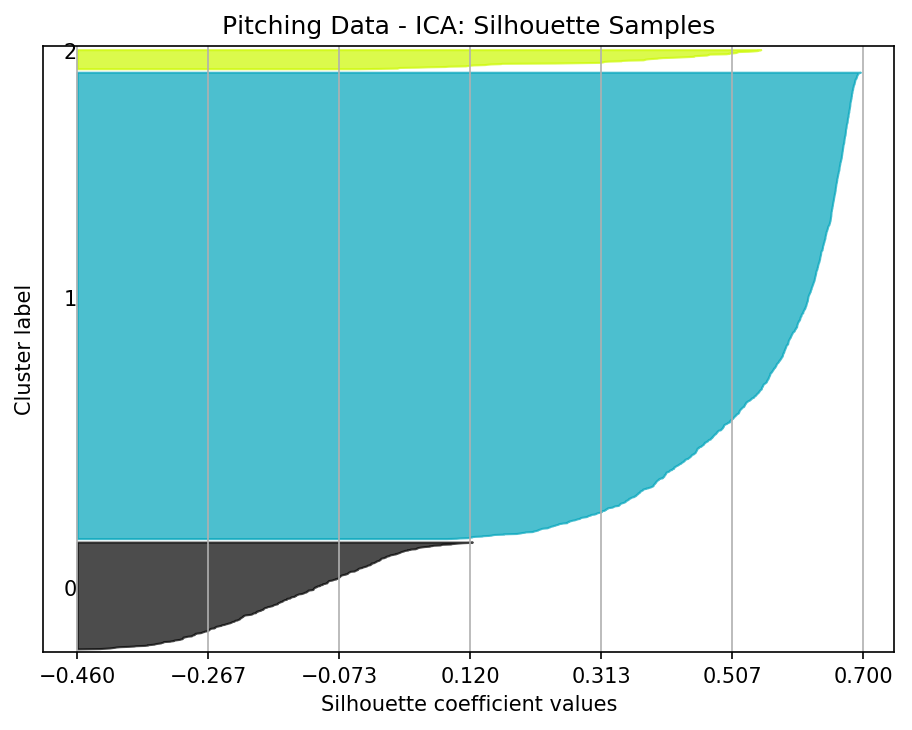 Pitching Data - ICA: Silhouette Samples
2
1
0
Cluster label
−0.460 −0.267 −0.073 0.120 0.313 0.507 0.700
Silhouette coefficient values